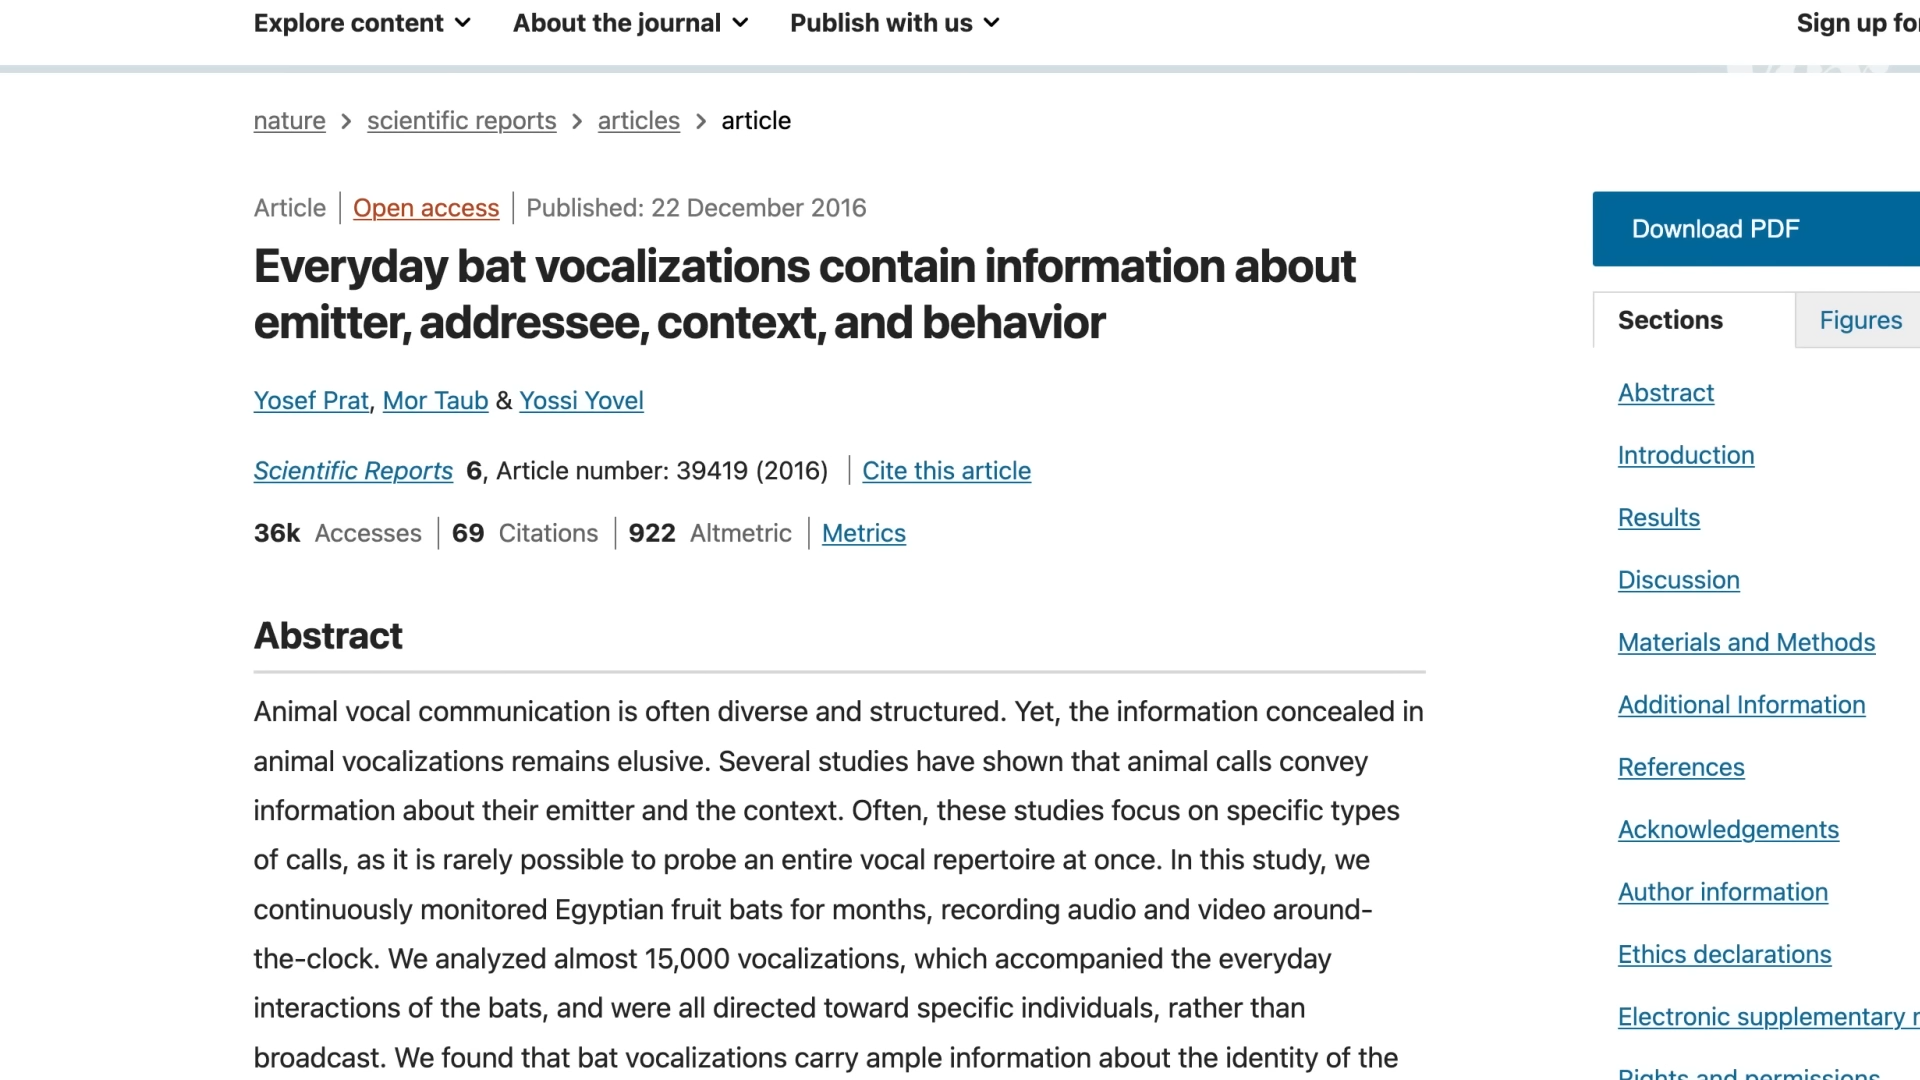 Explore content
About the journal
Publish with us
Sign up for
nature > scientific reports > articles > article
Article | Open access | Published: 22 December 2016
Everyday bat vocalizations contain information about
emitter, addressee, context, and behavior
Yosef Prat, Mor Taub & Yossi Yovel
Scientific Reports 6, Article number: 39419 (2016) | Cite this article
36k Accesses | 69 Citations | 922 Altmetric | Metrics
Abstract
Animal vocal communication is often diverse and structured. Yet, the information concealed in
animal vocalizations remains elusive. Several studies have shown that animal calls convey
information about their emitter and the context. Often, these studies focus on specific types
of calls, as it is rarely possible to probe an entire vocal repertoire at once. In this study, we
continuously monitored Egyptian fruit bats for months, recording audio and video around-
the-clock. We analyzed almost 15,000 vocalizations, which accompanied the everyday
interactions of the bats, and were all directed toward specific individuals, rather than
broadcast. We found that bat vocalizations carry ample information about the identity of the
Download PDF
Sections
Figures
Abstract
Introduction
Results
Discussion
Materials and Methods
Additional Information
References
Acknowledgements
Author information
Ethics declarations
Electronic supplementary
Rights and permissions